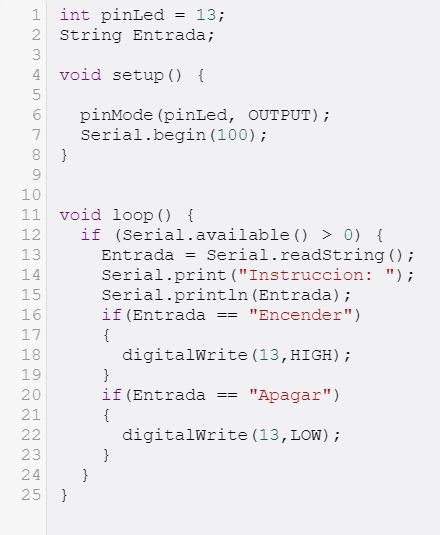 1 int pinLed = 13;
2 String Entrada;
3
4 void setup() {
5
6   pinMode(pinLed, OUTPUT);
7   Serial.begin(100);
8 }
9
10
11 void loop() {
12   if (Serial.available() > 0) {
13     Entrada = Serial.readString();
14     Serial.print("Instruccion: ");
15     Serial.println(Entrada);
16     if(Entrada == "Encender")
17     {
18       digitalWrite(13,HIGH);
19     }
20     if(Entrada == "Apagar")
21     {
22       digitalWrite(13,LOW);
23     }
24   }
25 }